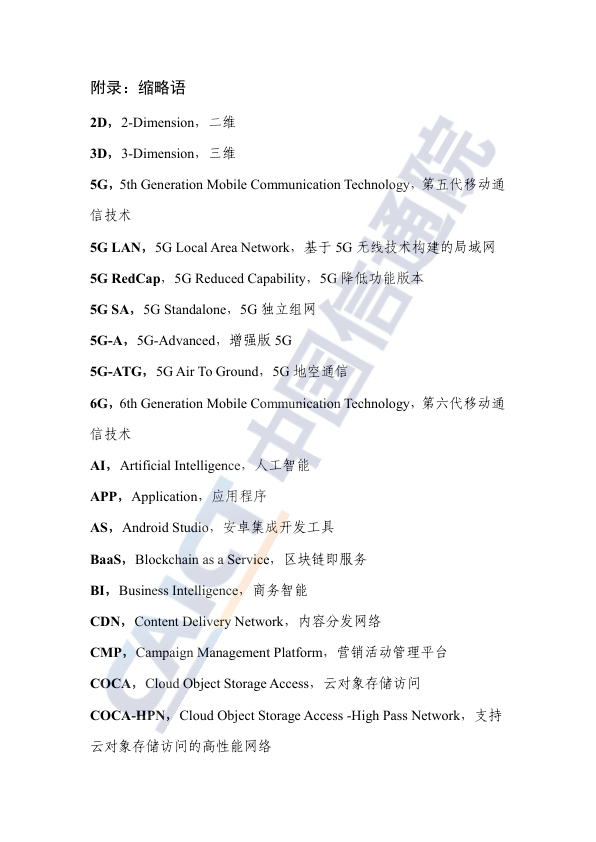 附录：缩略语
2D，2-Dimension，二维
3D，3-Dimension，三维
5G，5th Generation Mobile Communication Technology，第五代移动通
信技术
5G LAN，5G Local Area Network，基于 5G 无线技术构建的局域网
5G RedCap，5G Reduced Capability，5G 降低功能版本
5G SA，5G Standalone，5G 独立组网
5G-A，5G-Advanced，增强版 5G
5G-ATG，5G Air To Ground，5G 地空通信
6G，6th Generation Mobile Communication Technology，第六代移动通
信技术
AI，Artificial Intelligence，人工智能
APP，Application，应用程序
AS，Android Studio，安卓集成开发工具
BaaS，Blockchain as a Service，区块链即服务
BI，Business Intelligence，商务智能
CDN，Content Delivery Network，内容分发网络
CMP，Campaign Management Platform，营销活动管理平台
COCA，Cloud Object Storage Access，云对象存储访问
COCA-HPN，Cloud Object Storage Access -High Pass Network，支持
云对象存储访问的高性能网络
CAICT 中国信通院